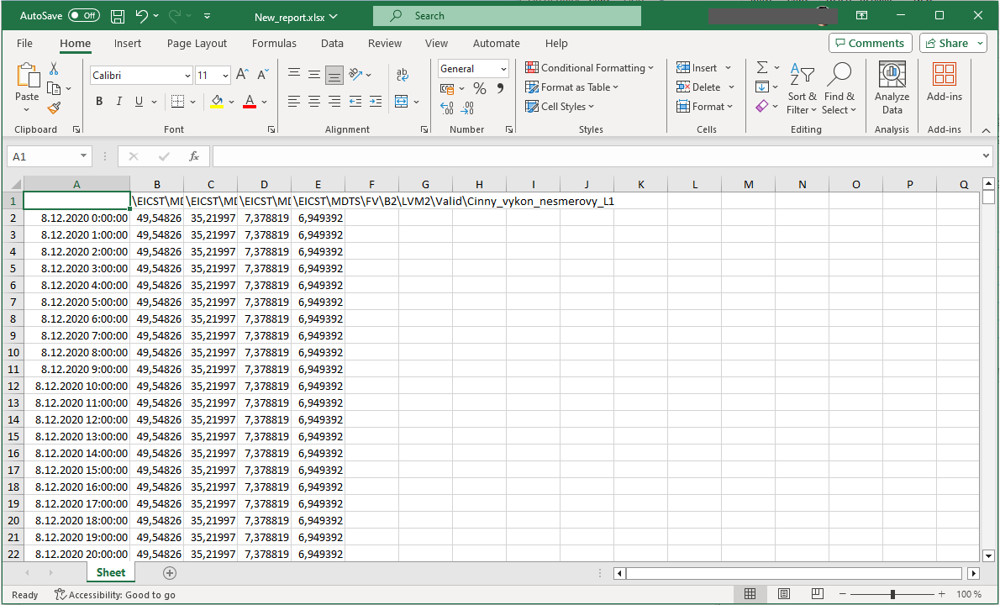 AutoSave Off New_report.xlsx Search
File Home Insert Page Layout Formulas Data Review View Automate Help Comments Share
Paste Calibri 11 A A ab c General Conditional Formatting Insert Σ A Z Sort & Filter Find & Select Analyze Data Add-ins
B I U A % 9 Format as Table Delete
Cell Styles Format
Clipboard Font Alignment Number Styles Cells Editing Analysis Add-ins
A1 fx
A B C D E F G H I J K L M N O P Q
1 \EICST\MD \EICST\MD \EICST\MD \EICST\MDTS\FV\B2\LVM2\Valid\Cinny_vykon_nesmerovy_L1
2 8.12.2020 0:00:00 49,54826 35,21997 7,378819 6,949392
3 8.12.2020 1:00:00 49,54826 35,21997 7,378819 6,949392
4 8.12.2020 2:00:00 49,54826 35,21997 7,378819 6,949392
5 8.12.2020 3:00:00 49,54826 35,21997 7,378819 6,949392
6 8.12.2020 4:00:00 49,54826 35,21997 7,378819 6,949392
7 8.12.2020 5:00:00 49,54826 35,21997 7,378819 6,949392
8 8.12.2020 6:00:00 49,54826 35,21997 7,378819 6,949392
9 8.12.2020 7:00:00 49,54826 35,21997 7,378819 6,949392
10 8.12.2020 8:00:00 49,54826 35,21997 7,378819 6,949392
11 8.12.2020 9:00:00 49,54826 35,21997 7,378819 6,949392
12 8.12.2020 10:00:00 49,54826 35,21997 7,378819 6,949392
13 8.12.2020 11:00:00 49,54826 35,21997 7,378819 6,949392
14 8.12.2020 12:00:00 49,54826 35,21997 7,378819 6,949392
15 8.12.2020 13:00:00 49,54826 35,21997 7,378819 6,949392
16 8.12.2020 14:00:00 49,54826 35,21997 7,378819 6,949392
17 8.12.2020 15:00:00 49,54826 35,21997 7,378819 6,949392
18 8.12.2020 16:00:00 49,54826 35,21997 7,378819 6,949392
19 8.12.2020 17:00:00 49,54826 35,21997 7,378819 6,949392
20 8.12.2020 18:00:00 49,54826 35,21997 7,378819 6,949392
21 8.12.2020 19:00:00 49,54826 35,21997 7,378819 6,949392
22 8.12.2020 20:00:00 49,54826 35,21997 7,378819 6,949392
Sheet
Ready Accessibility: Good to go 100 %